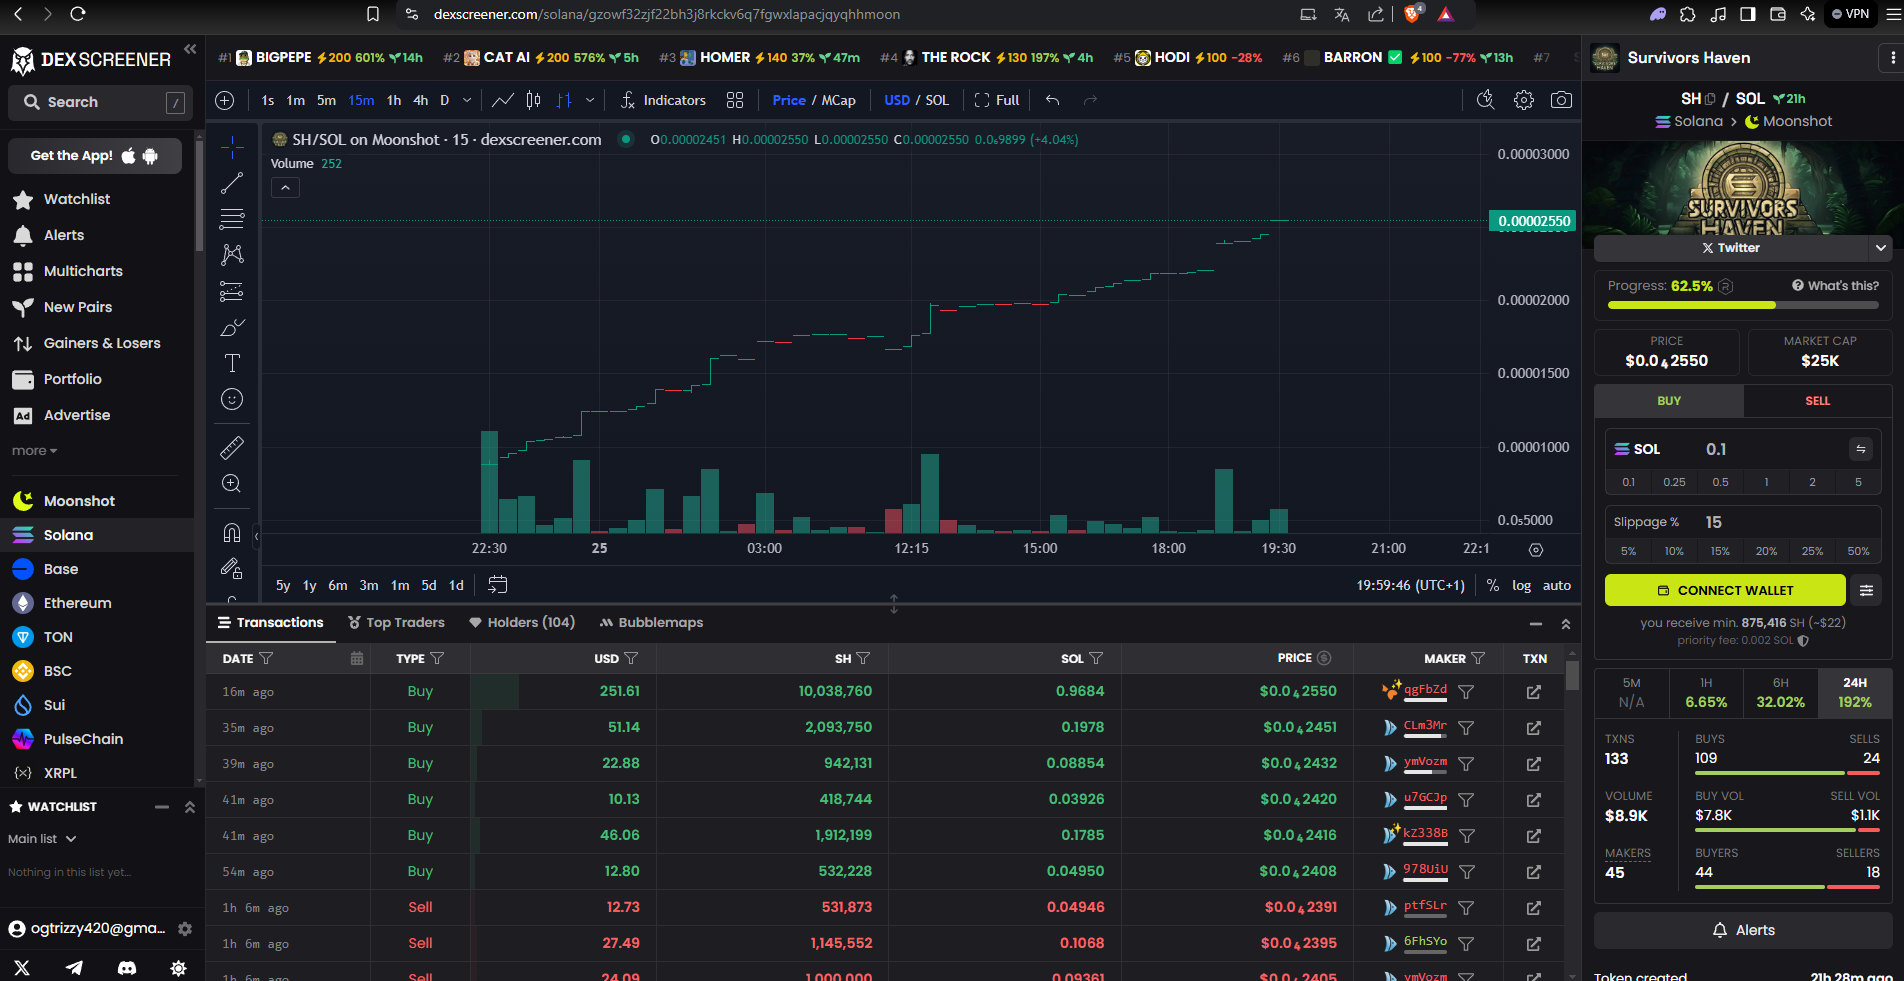 dexscreener.com/solana/gzowf32zjf22bh3j8rkckv6q7fgwxlapacjqyqhhmoon
4
VPN
DEXSCREENER
Search
/
Get the App!
Watchlist
Alerts
Multicharts
New Pairs
Gainers & Losers
Portfolio
Ad Advertise
more
Moonshot
Solana
Base
Ethereum
TON
BSC
Sui
PulseChain
XRPL
WATCHLIST
Main list
Nothing in this list yet...
ogtrizzy420@gma...
#1 BIGPEPE 200 601% 14h
#2 CAT AI 200 576% 5h
#3 HOMER 140 37% 47m
#4 THE ROCK 130 197% 4h
#5 HODI 100 -28%
#6 BARRON 100 -77% 13h
#7
1s 1m 5m 15m 1h 4h D
Indicators
Price / MCap
USD / SOL
Full
SH/SOL on Moonshot · 15 · dexscreener.com
O0.00002451 H0.00002550 L0.00002550 C0.00002550 0.0₆9899 (+4.04%)
Volume 252
0.00003000
0.00002550
0.00002000
0.00001500
0.00001000
0.0₅5000
22:30 25 03:00 12:15 15:00 18:00 19:30 21:00 22:1
5y 1y 6m 3m 1m 5d 1d
19:59:46 (UTC+1) % log auto
Transactions Top Traders Holders (104) Bubblemaps
DATE TYPE USD SH SOL PRICE MAKER TXN
16m ago Buy 251.61 10,038,760 0.9684 $0.0₄2550 qgFbZd
35m ago Buy 51.14 2,093,750 0.1978 $0.0₄2451 CLm3Mr
39m ago Buy 22.88 942,131 0.08854 $0.0₄2432 ymVozm
41m ago Buy 10.13 418,744 0.03926 $0.0₄2420 u7GCJp
41m ago Buy 46.06 1,912,199 0.1785 $0.0₄2416 kZ338B
54m ago Buy 12.80 532,228 0.04950 $0.0₄2408 978UiU
1h 6m ago Sell 12.73 531,873 0.04946 $0.0₄2391 ptfSLr
1h 6m ago Sell 27.49 1,145,552 0.1068 $0.0₄2395 6FhSYo
1h 6m ago Sell 24.09 1,000,000 0.09361 $0.0₄2405 ymVozm
Survivors Haven
SH / SOL 21h
Solana > Moonshot
SURVIVORS
HAVEN
Twitter
Progress: 62.5% What's this?
PRICE
$0.0₄2550
MARKET CAP
$25K
BUY SELL
SOL 0.1
0.1 0.25 0.5 1 2 5
Slippage % 15
5% 10% 15% 20% 25% 50%
CONNECT WALLET
you receive min. 875,416 SH (~$22)
priority fee: 0.002 SOL
5M 1H 6H 24H
N/A 6.65% 32.02% 192%
TXNS BUYS SELLS
133 109 24
VOLUME BUY VOL SELL VOL
$8.9K $7.8K $1.1K
MAKERS BUYERS SELLERS
45 44 18
Alerts
Token created 21h 28m ago